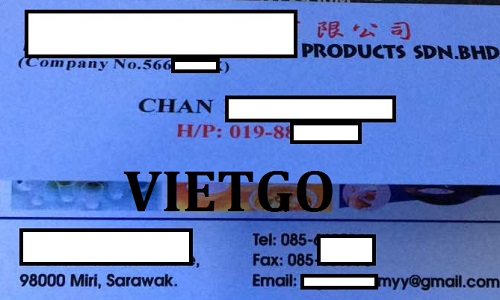 限公司
PRODUCTS SDN.BHD
(Company No.566
CHAN
H/P: 019-88
VIETGO
Tel: 085-6
Fax: 085-
98000 Miri, Sarawak.
Email: myy@gmail.com